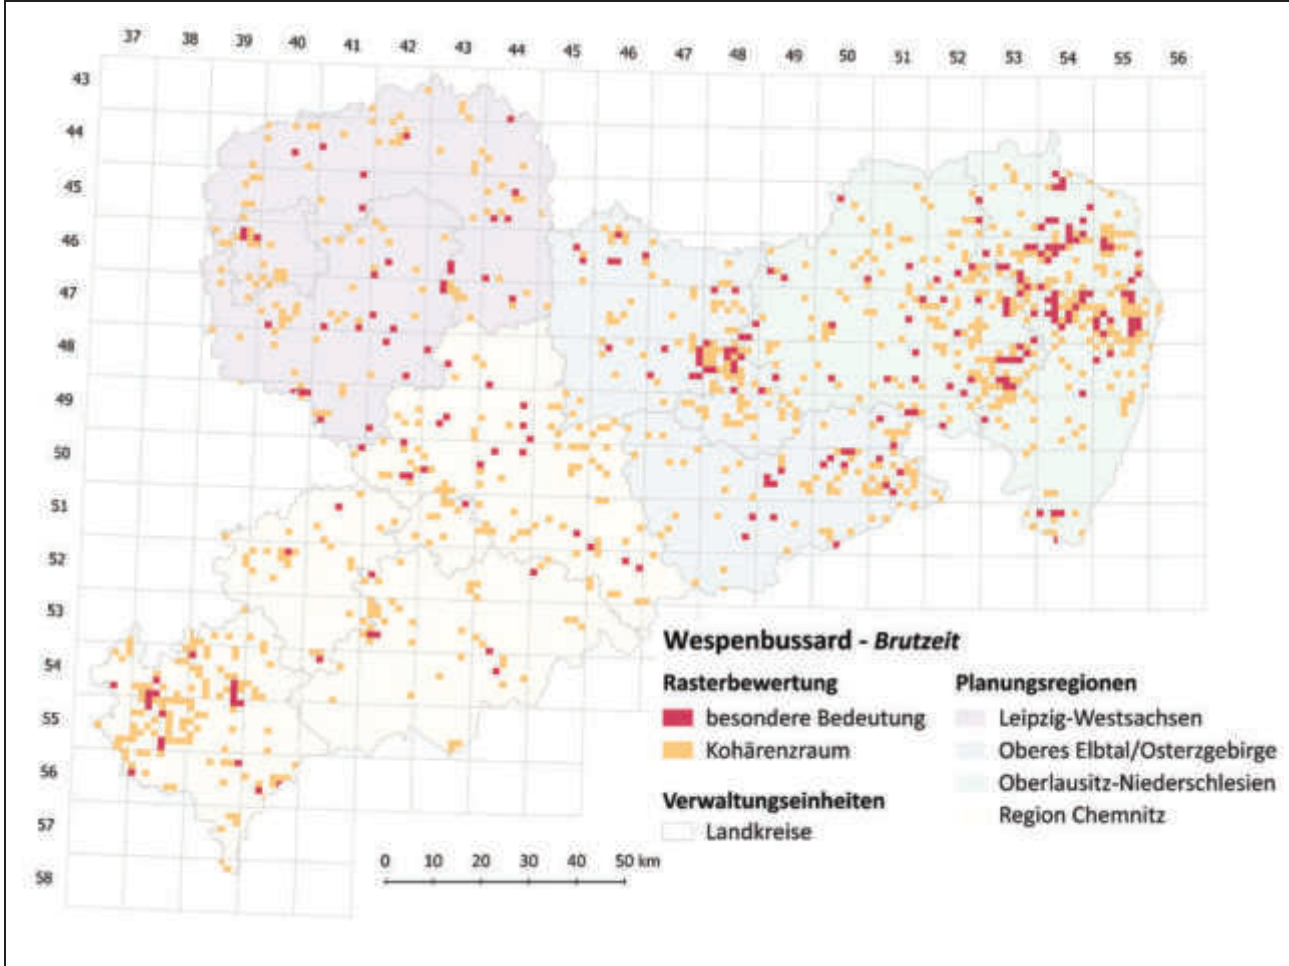 37 38 39 40 41 42 43 44 45 46 47 48 49 50 51 52 53 54 55 56
43
44
45
46
47
48
49
50
51
52
53
54
55
56
57
58
Wespenbussard - Brutzeit
Rasterbewertung
besondere Bedeutung
Kohärenzraum
Verwaltungseinheiten
Landkreise
Planungsregionen
Leipzig-Westsachsen
Oberes Elbtal/Osterzgebirge
Oberlausitz-Niederschlesien
Region Chemnitz
0 10 20 30 40 50 km